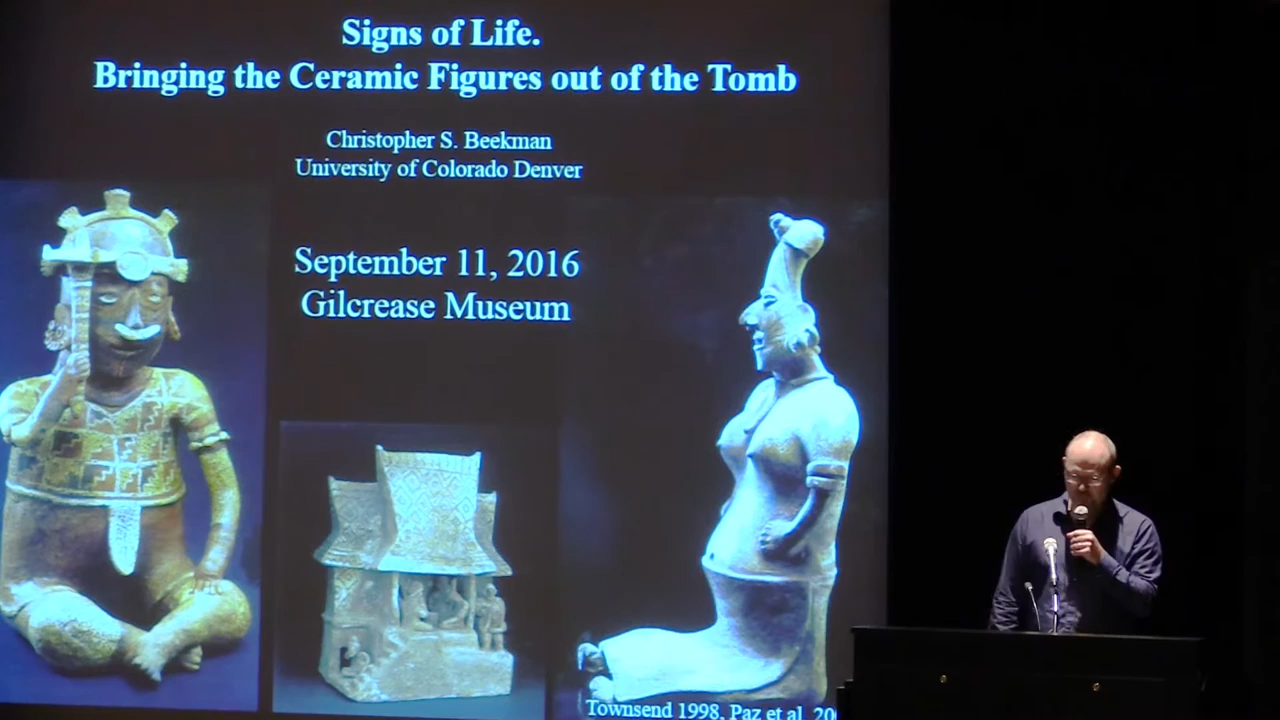 Signs of Life.
Bringing the Ceramic Figures out of the Tomb
Christopher S. Beekman
University of Colorado Denver
September 11, 2016
Gilcrease Museum
Townsend 1998, Paz et al. 20